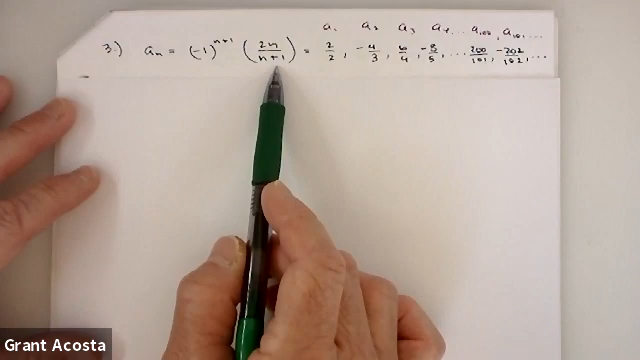 a₁ a₂ a₃ a₄ ... a₁₀₀, a₁₀₁, ...
3.) aₙ = (-1)ⁿ⁺¹ (2n/n+1) = 2/2, -4/3, 6/4, -8/5, ... 200/101, -202/102, ...
Grant Acosta